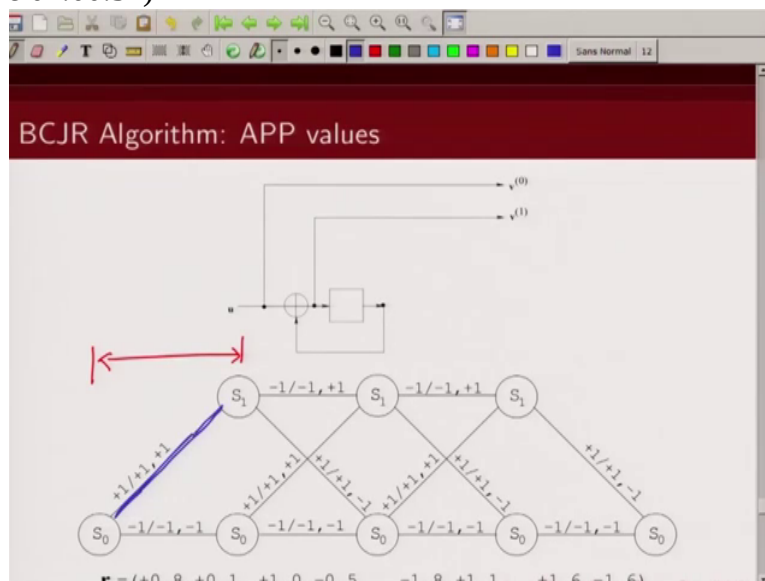 Sans Normal 12
BCJR Algorithm: APP values
v(0)
v(1)
u
S1 -1/-1,+1 S1 -1/-1,+1 S1
+1/+1,+1 +1/+1,+1 +1/+1,-1 +1/+1,+1 +1/+1,-1 +1/+1,-1
S0 -1/-1,-1 S0 -1/-1,-1 S0 -1/-1,-1 S0 -1/-1,-1 S0